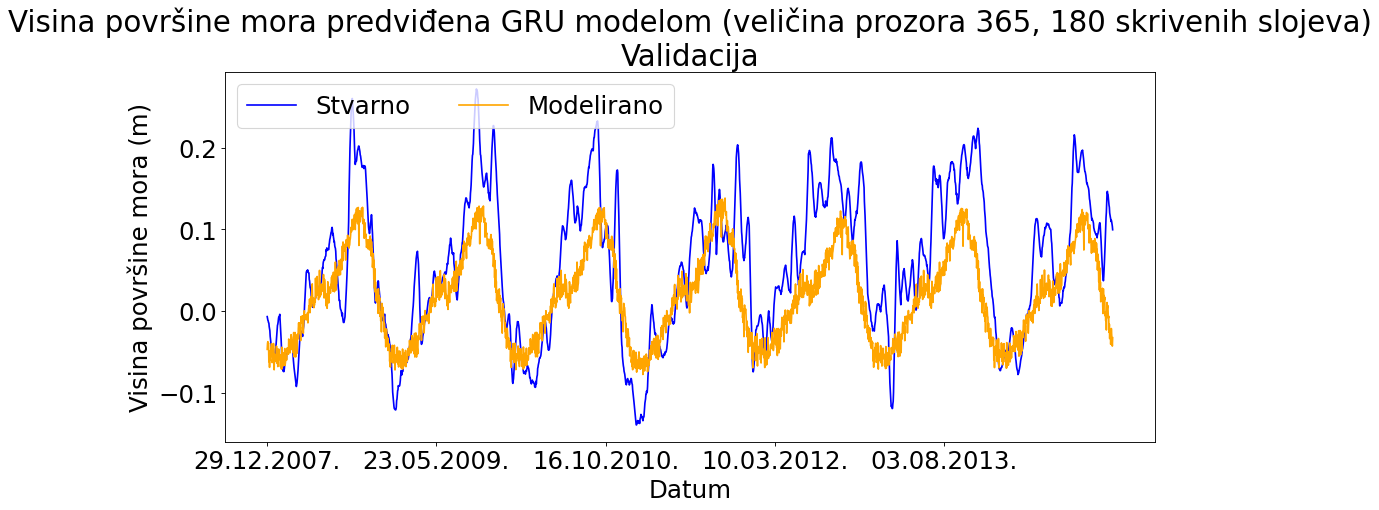 Visina površine mora predviđena GRU modelom (veličina prozora 365, 180 skrivenih slojeva)
Validacija
Stvarno
Modelirano
Visina površine mora (m)
0.2
0.1
0.0
−0.1
29.12.2007.
23.05.2009.
16.10.2010.
10.03.2012.
03.08.2013.
Datum